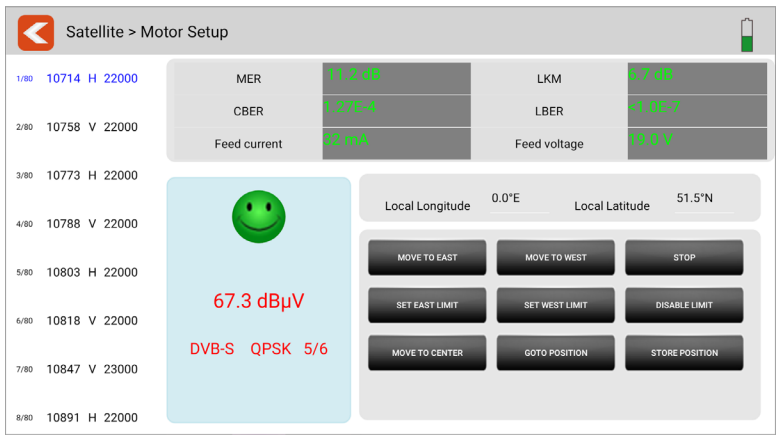 Satellite > Motor Setup
1/80 10714 H 22000
2/80 10758 V 22000
3/80 10773 H 22000
4/80 10788 V 22000
5/80 10803 H 22000
6/80 10818 V 22000
7/80 10847 V 23000
8/80 10891 H 22000
MER 11.2 dB LKM 6.7 dB
CBER 1.27E-4 LBER <1.0E-7
Feed current 32 mA Feed voltage 19.0 V
67.3 dBµV
DVB-S QPSK 5/6
Local Longitude 0.0°E Local Latitude 51.5°N
MOVE TO EAST MOVE TO WEST STOP
SET EAST LIMIT SET WEST LIMIT DISABLE LIMIT
MOVE TO CENTER GOTO POSITION STORE POSITION